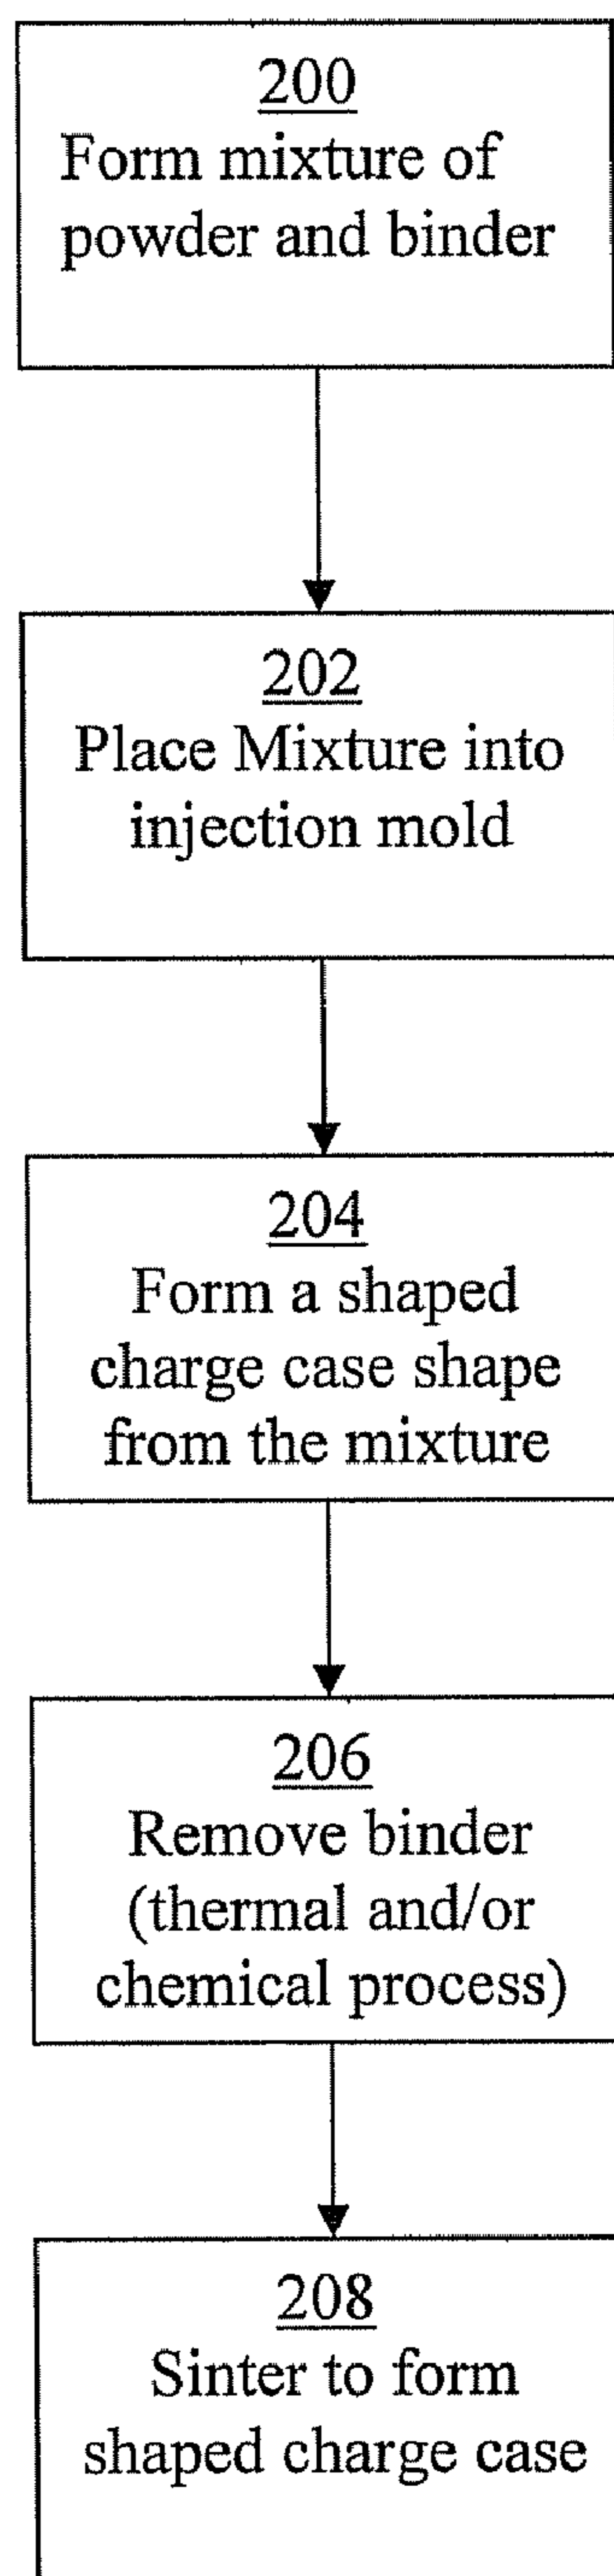 200
Form mixture of
powder and binder
202
Place Mixture into
injection mold
204
Form a shaped
charge case shape
from the mixture
206
Remove binder
(thermal and/or
chemical process)
208
Sinter to form
shaped charge case